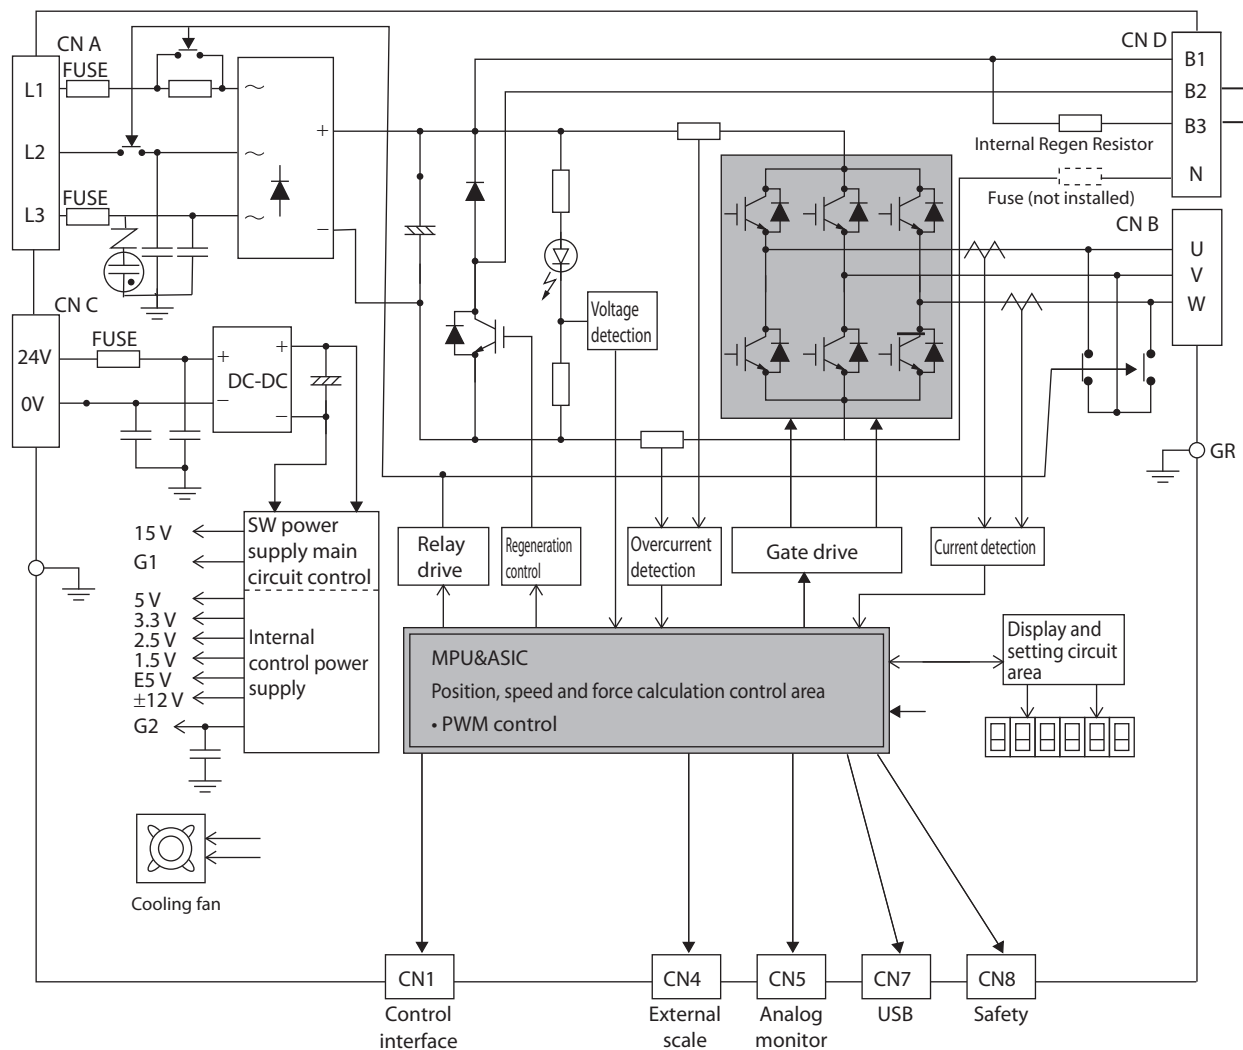 CN A
FUSE
L1
L2
FUSE
L3
~
~
~
+
−
CN D
B1
B2
B3
Internal Regen Resistor
N
Fuse (not installed)
CN B
U
V
W
CN C
FUSE
24V
0V
+
−
DC-DC
+
−
Voltage
detection
GR
SW power
supply main
circuit control
Internal
control power
supply
15 V
G1
5 V
3.3 V
2.5 V
1.5 V
E5 V
±12 V
G2
Relay
drive
Regeneration
control
Overcurrent
detection
Gate drive
Current detection
MPU&ASIC
Position, speed and force calculation control area
• PWM control
Display and
setting circuit
area
Cooling fan
CN1
CN4
CN5
CN7
CN8
Control
interface
External
scale
Analog
monitor
USB
Safety